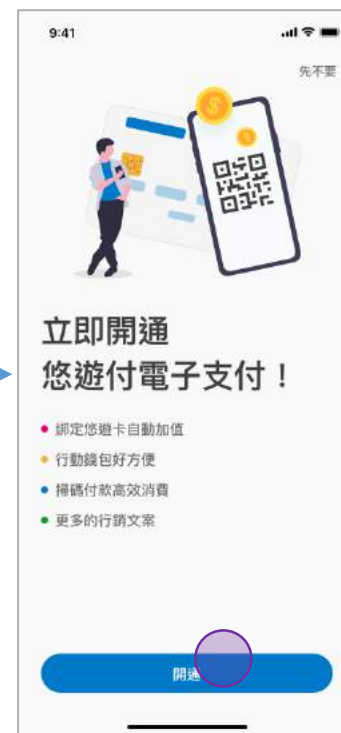 9:41
先不要
立即開通
悠遊付電子支付！
綁定悠遊卡自動加值
行動錢包好方便
掃碼付款高效消費
更多的行銷文案
開通